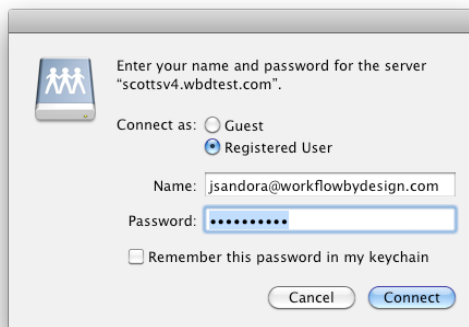 Enter your name and password for the server
“scottsv4.wbdtest.com”.
Connect as: Guest
Registered User
Name: jsandora@workflowbydesign.com
Password: ••••••••••
Remember this password in my keychain
Cancel Connect